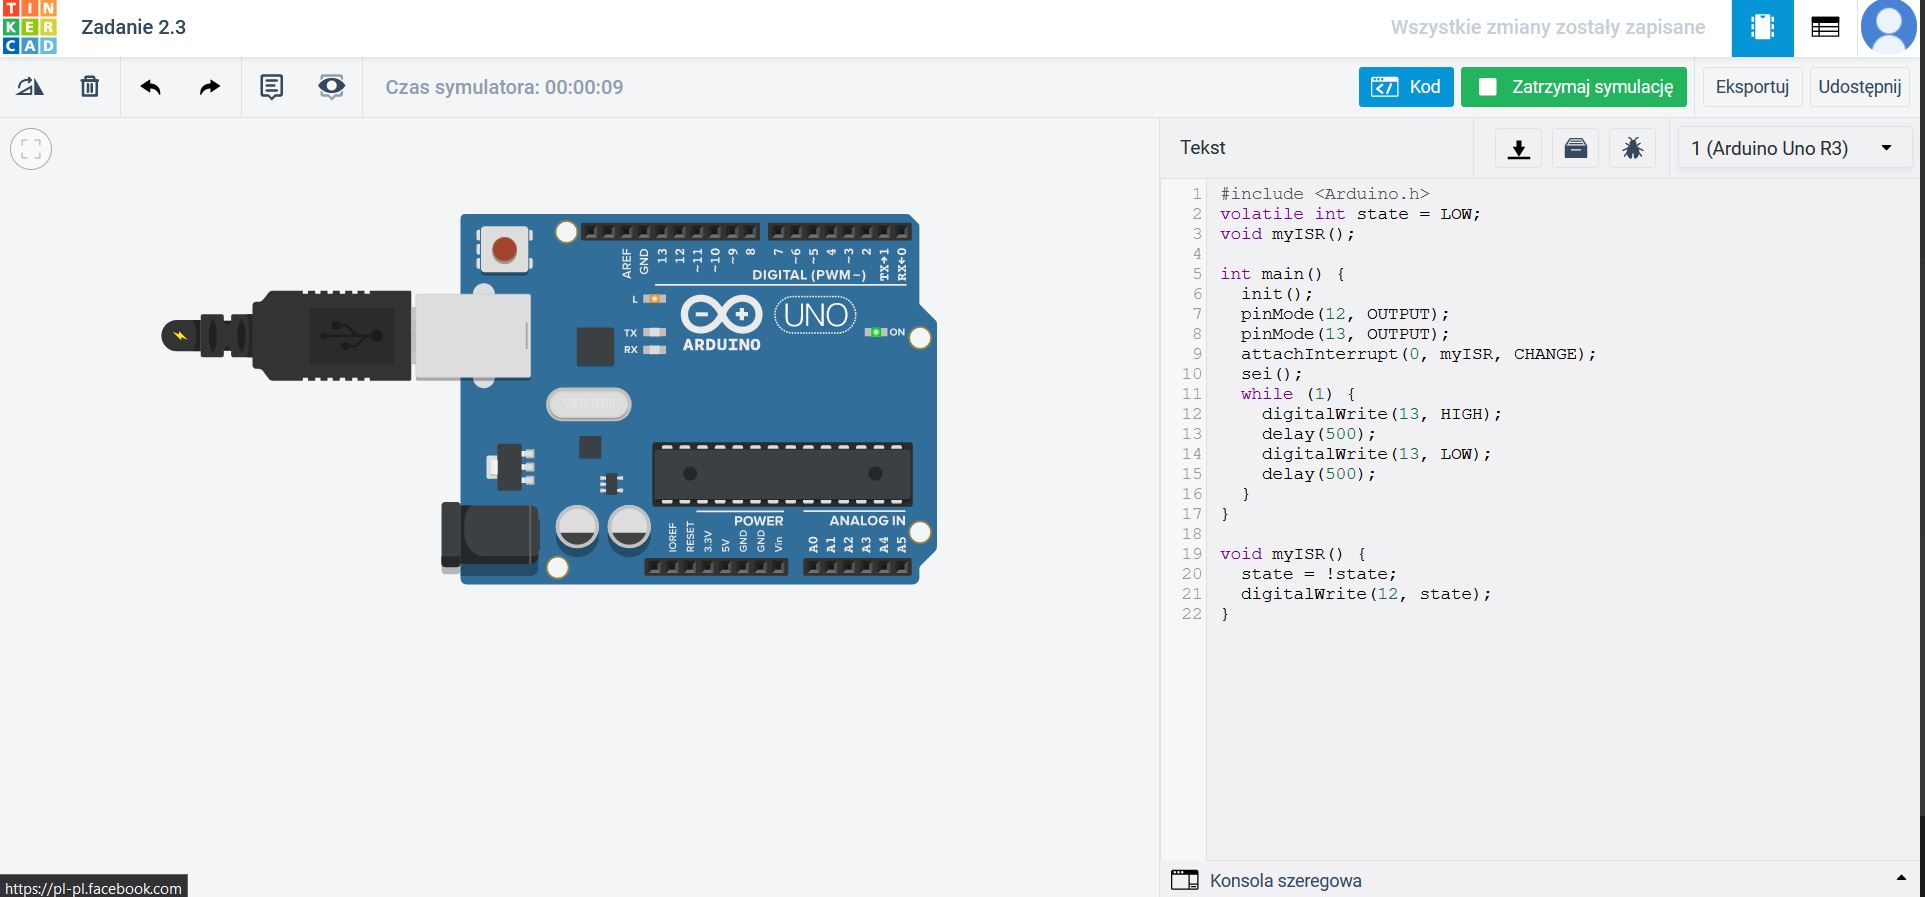 TIN
KER
CAD
Zadanie 2.3
Wszystkie zmiany zostały zapisane
Czas symulatora: 00:00:09
Kod
Zatrzymaj symulację
Eksportuj
Udostępnij
Tekst
1 (Arduino Uno R3)
1 #include <Arduino.h>
2 volatile int state = LOW;
3 void myISR();
4
5 int main() {
6 init();
7 pinMode(12, OUTPUT);
8 pinMode(13, OUTPUT);
9 attachInterrupt(0, myISR, CHANGE);
10 sei();
11 while (1) {
12 digitalWrite(13, HIGH);
13 delay(500);
14 digitalWrite(13, LOW);
15 delay(500);
16 }
17 }
18
19 void myISR() {
20 state = !state;
21 digitalWrite(12, state);
22 }
AREF GND 13 12 ~11 ~10 ~9 8 7 ~6 ~5 4 ~3 2 TX→1 RX←0
DIGITAL (PWM~)
L
TX
RX
UNO
ARDUINO
ON
SPK16.000G
POWER
ANALOG IN
IOREF RESET 3.3V 5V GND GND Vin A0 A1 A2 A3 A4 A5
Konsola szeregowa
https://pl-pl.facebook.com